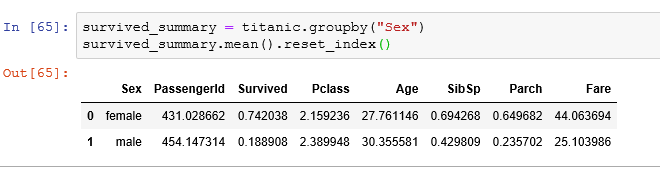 In [65]: survived_summary = titanic.groupby("Sex")
survived_summary.mean().reset_index()
Out[65]:
Sex PassengerId Survived Pclass Age SibSp Parch Fare
0 female 431.028662 0.742038 2.159236 27.761146 0.694268 0.649682 44.063694
1 male 454.147314 0.188908 2.389948 30.355581 0.429809 0.235702 25.103986